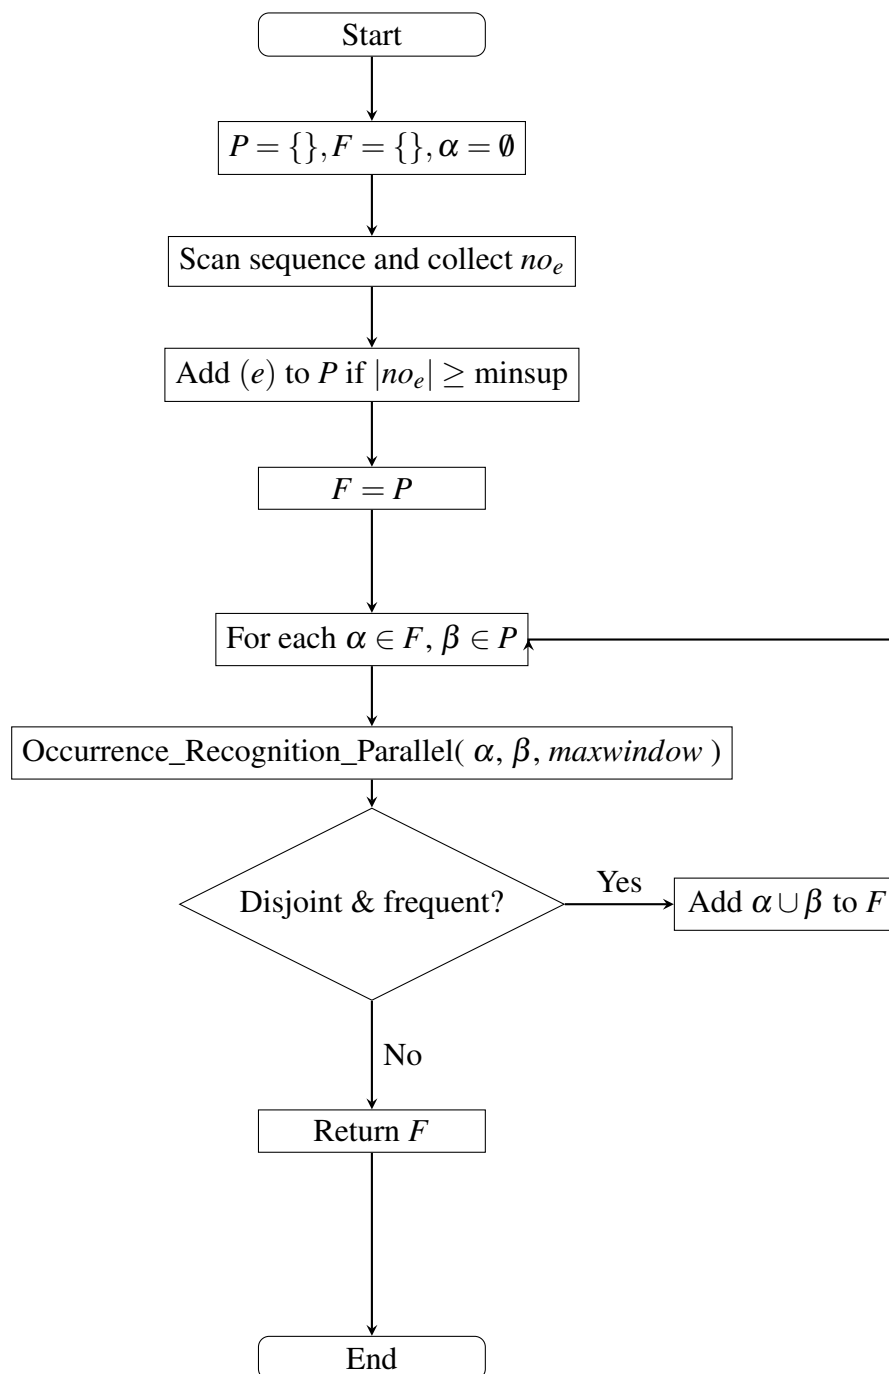 Start
P = {}, F = {}, α = ∅
Scan sequence and collect no_e
Add (e) to P if |no_e| ≥ minsup
F = P
For each α ∈ F, β ∈ P
Occurrence_Recognition_Parallel( α, β, maxwindow )
Disjoint & frequent?
Yes
Add α ∪ β to F
No
Return F
End